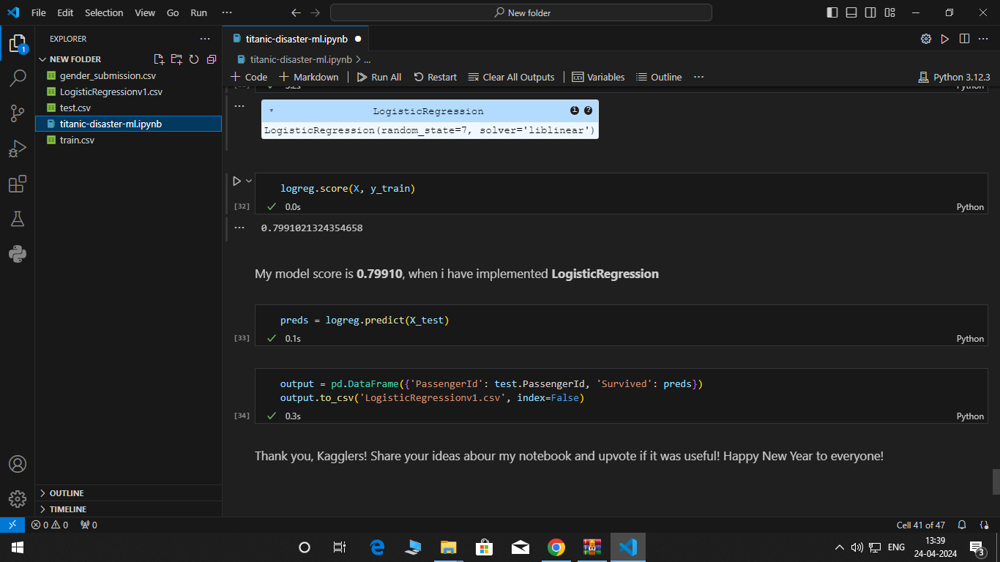 File Edit Selection View Go Run ···
New folder
EXPLORER
NEW FOLDER
gender_submission.csv
LogisticRegressionv1.csv
test.csv
titanic-disaster-ml.ipynb
train.csv
OUTLINE
TIMELINE
1
titanic-disaster-ml.ipynb
titanic-disaster-ml.ipynb > ...
+ Code + Markdown Run All Restart Clear All Outputs Variables Outline ··· Python 3.12.3
Python
LogisticRegression
LogisticRegression(random_state=7, solver='liblinear')
logreg.score(X, y_train)
[32] 0.0s Python
0.7991021324354658
My model score is 0.79910, when i have implemented LogisticRegression
preds = logreg.predict(X_test)
[33] 0.1s Python
output = pd.DataFrame({'PassengerId': test.PassengerId, 'Survived': preds})
output.to_csv('LogisticRegressionv1.csv', index=False)
[34] 0.3s Python
Thank you, Kagglers! Share your ideas abour my notebook and upvote if it was useful! Happy New Year to everyone!
0 0 0 Cell 41 of 47
ENG
13:39
24-04-2024
3